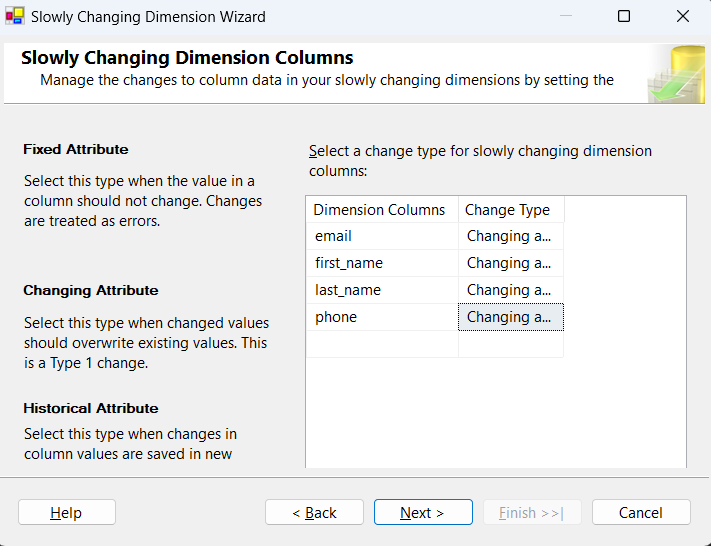 Slowly Changing Dimension Wizard
Slowly Changing Dimension Columns
Manage the changes to column data in your slowly changing dimensions by setting the
Fixed Attribute
Select this type when the value in a
column should not change. Changes
are treated as errors.
Changing Attribute
Select this type when changed values
should overwrite existing values. This
is a Type 1 change.
Historical Attribute
Select this type when changes in
column values are saved in new
Select a change type for slowly changing dimension
columns:
Dimension Columns Change Type
email Changing a...
first_name Changing a...
last_name Changing a...
phone Changing a...
Help < Back Next > Finish >>| Cancel